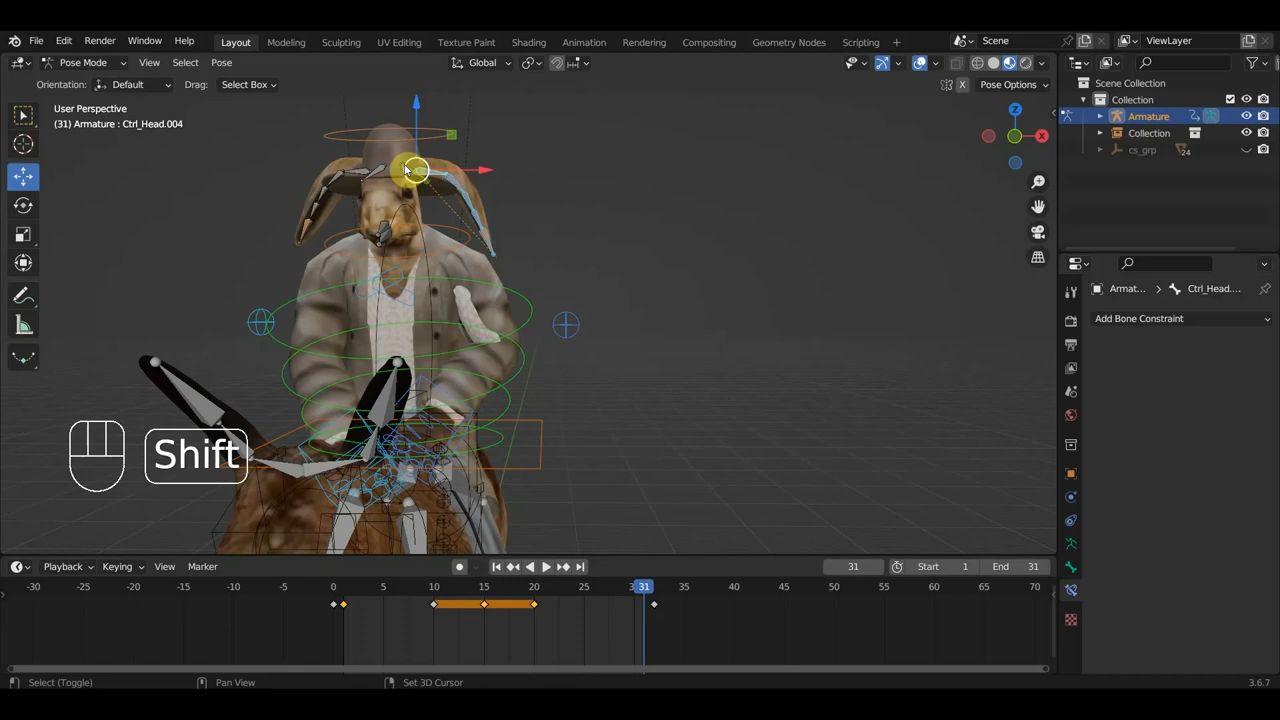 File Edit Render Window Help Layout Modeling Sculpting UV Editing Texture Paint Shading Animation Rendering Compositing Geometry Nodes Scripting + Scene ViewLayer
Pose Mode View Select Pose Global
Orientation: Default Drag: Select Box X Pose Options
User Perspective
(31) Armature : Ctrl_Head.004
Z
X
Scene Collection
Collection
Armature
Collection
cs_grp 24
Armat... > Ctrl_Head....
Add Bone Constraint
Shift
Playback Keying View Marker 31 Start 1 End 31
-30 -25 -20 -15 -10 -5 0 5 10 15 20 25 31 35 40 45 50 55 60 65 70
Select (Toggle) Pan View Set 3D Cursor 3.6.7